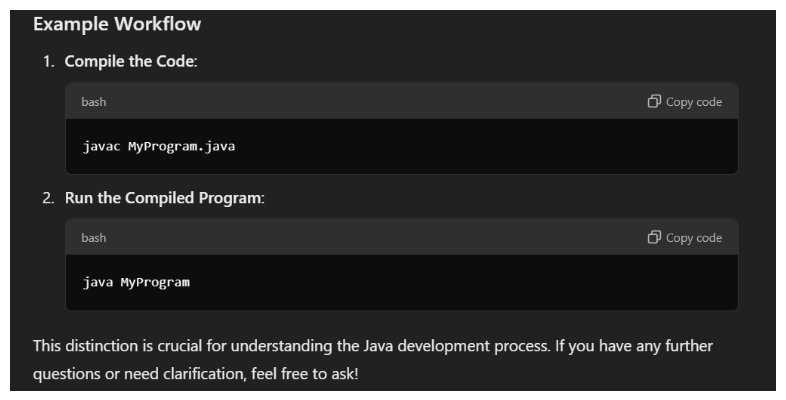 Example Workflow
1. Compile the Code:
bash
Copy code
javac MyProgram.java
2. Run the Compiled Program:
bash
Copy code
java MyProgram
This distinction is crucial for understanding the Java development process. If you have any further
questions or need clarification, feel free to ask!